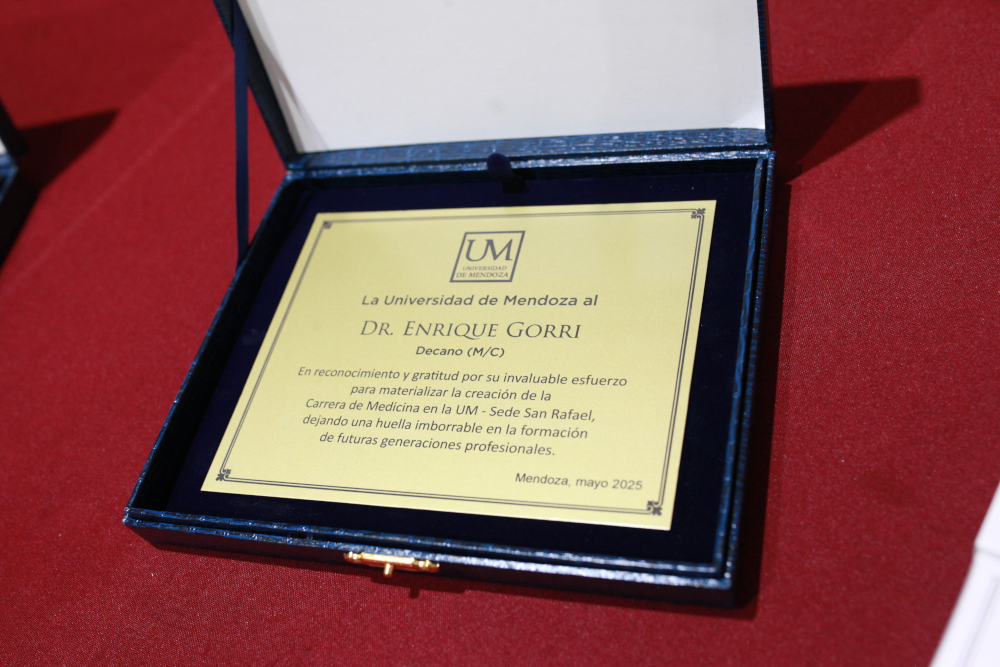 UM
UNIVERSIDAD
DE MENDOZA
La Universidad de Mendoza al
DR. ENRIQUE GORRI
Decano (M/C)
En reconocimiento y gratitud por su invaluable esfuerzo
para materializar la creación de la
Carrera de Medicina en la UM - Sede San Rafael,
dejando una huella imborrable en la formación
de futuras generaciones profesionales.
Mendoza, mayo 2025